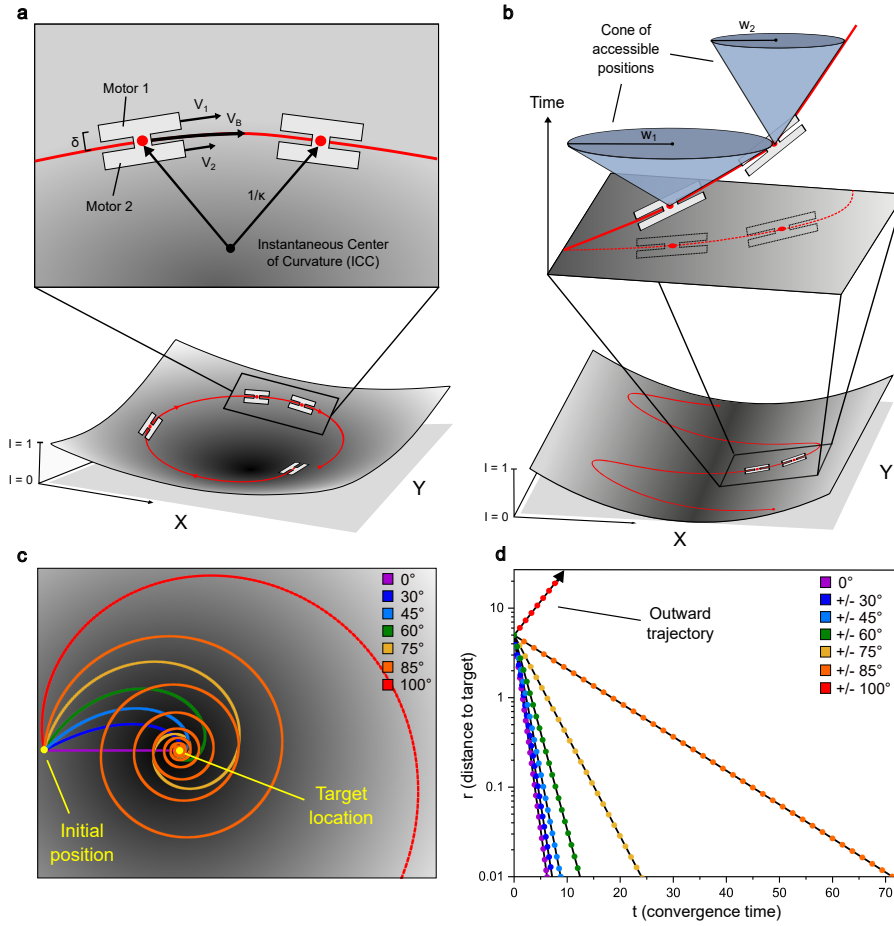 a
Motor 1
V1
VB
δ
V2
Motor 2
1/κ
Instantaneous Center
of Curvature (ICC)
I = 1
I = 0
X
Y
b
Cone of
accessible
positions
w2
Time
w1
I = 1
I = 0
X
Y
c
0°
30°
45°
60°
75°
85°
100°
Target
location
Initial
position
d
Outward
trajectory
0°
+/- 30°
+/- 45°
+/- 60°
+/- 75°
+/- 85°
+/- 100°
r (distance to target)
10
1
0.1
0.01
0 10 20 30 40 50 60 70
t (convergence time)